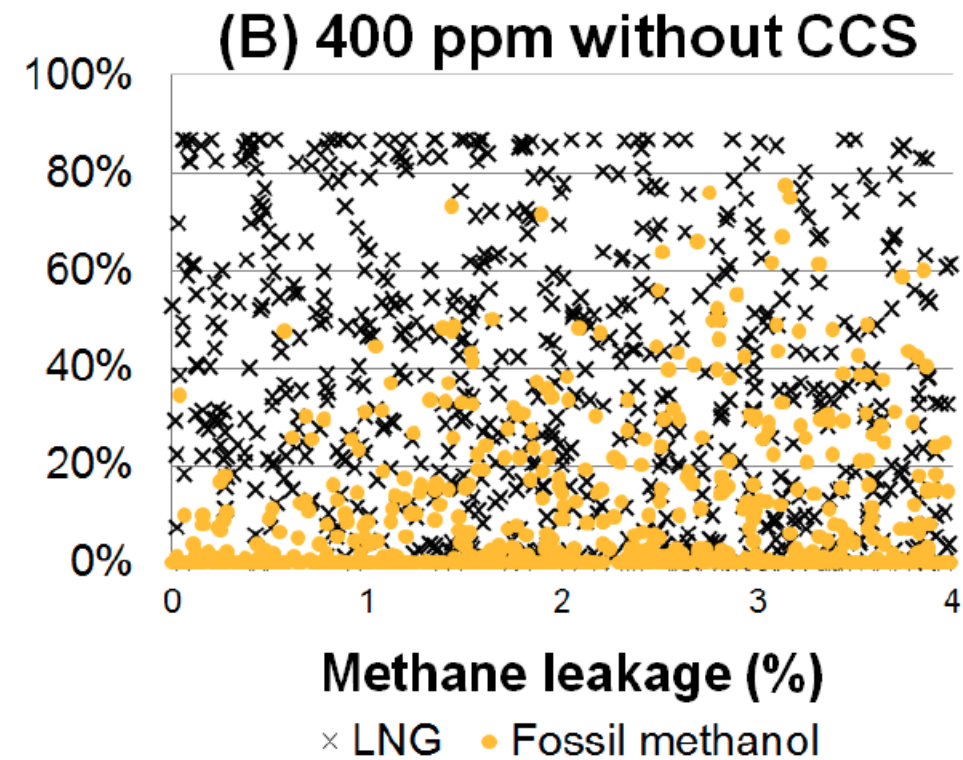 (B) 400 ppm without CCS
100%
80%
60%
40%
20%
0%
0 1 2 3 4
Methane leakage (%)
× LNG ● Fossil methanol